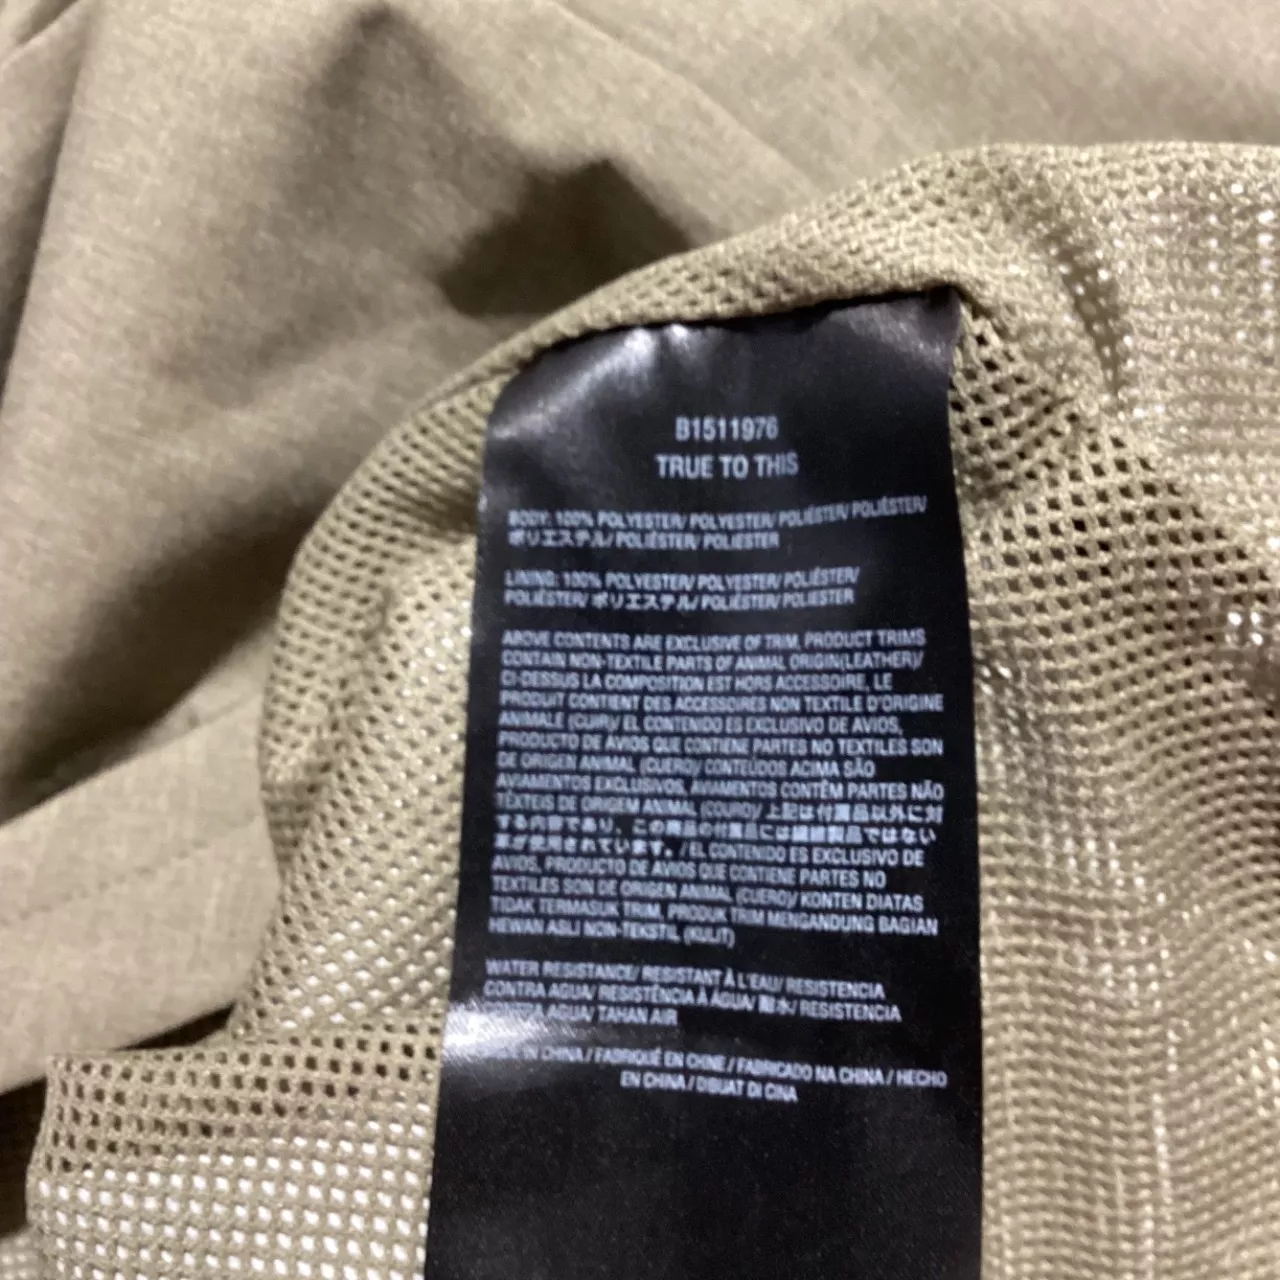 B1511976
TRUE TO THIS
BODY: 100% POLYESTER/ POLYESTER/ POLIÉSTER/ POLIÉSTER/
ポリエステル/ POLIÉSTER/ POLIESTER
LINING: 100% POLYESTER/ POLYESTER/ POLIÉSTER/
POLIÉSTER/ ポリエステル/ POLIÉSTER/ POLIESTER
ABOVE CONTENTS ARE EXCLUSIVE OF TRIM, PRODUCT TRIMS
CONTAIN NON-TEXTILE PARTS OF ANIMAL ORIGIN(LEATHER)/
CI-DESSUS LA COMPOSITION EST HORS ACCESSOIRE, LE
PRODUIT CONTIENT DES ACCESSOIRES NON TEXTILE D'ORIGINE
ANIMALE (CUIR)/ EL CONTENIDO ES EXCLUSIVO DE AVIOS,
PRODUCTO DE AVIOS QUE CONTIENE PARTES NO TEXTILES SON
DE ORIGEN ANIMAL (CUERO)/ CONTEÚDOS ACIMA SÃO
AVIAMENTOS EXCLUSIVOS, AVIAMENTOS CONTÊM PARTES NÃO
TÊXTEIS DE ORIGEM ANIMAL (COURO)/ 上記は付属品以外に対
する内容であり、この商品の付属品には繊維製品ではない
革が使用されています。/ EL CONTENIDO ES EXCLUSIVO DE
AVIOS, PRODUCTO DE AVIOS QUE CONTIENE PARTES NO
TEXTILES SON DE ORIGEN ANIMAL (CUERO)/ KONTEN DIATAS
TIDAK TERMASUK TRIM, PRODUK TRIM MENGANDUNG BAGIAN
HEWAN ASLI NON-TEKSTIL (KULIT)
WATER RESISTANCE/ RESISTANT À L'EAU/ RESISTENCIA
CONTRA AGUA/ RESISTÊNCIA À ÁGUA/ 耐水/ RESISTENCIA
CONTRA AGUA/ TAHAN AIR
MADE IN CHINA / FABRIQUÉ EN CHINE / FABRICADO NA CHINA / HECHO
EN CHINA / DIBUAT DI CINA